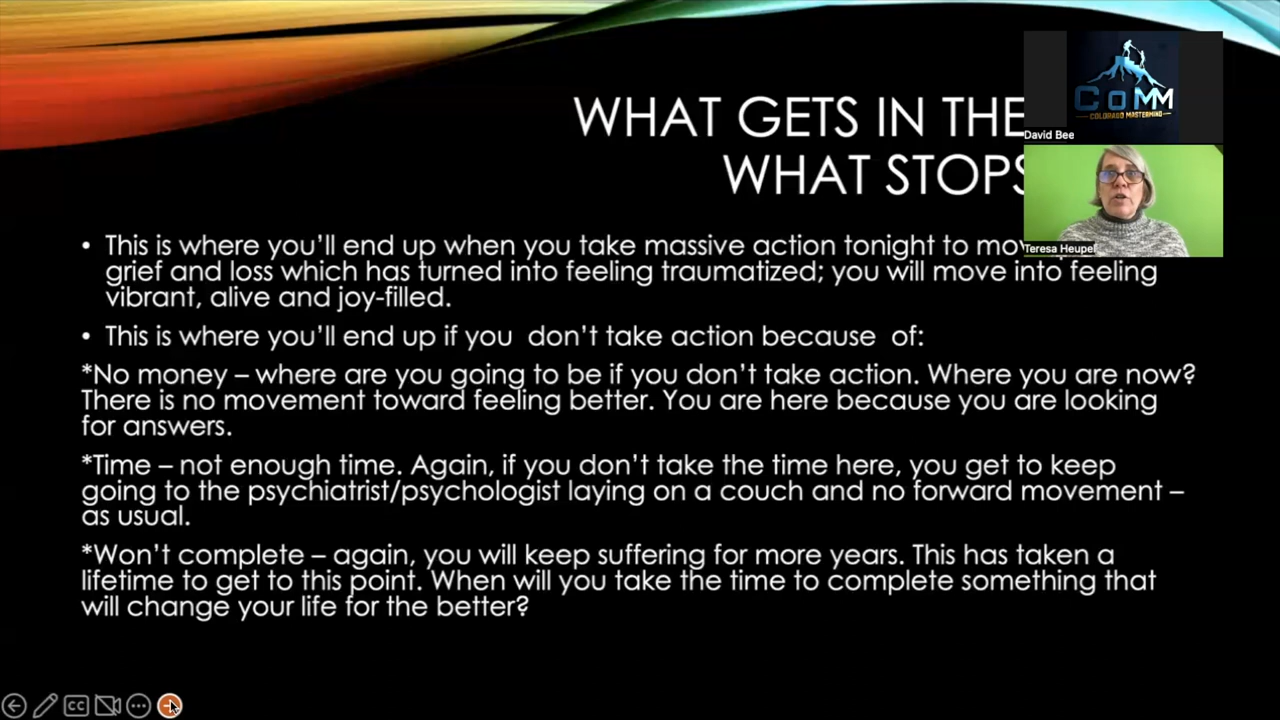 WHAT GETS IN THE
WHAT STOPS
CoMM
COLORADO MASTERMIND
David Bee
Teresa Heupel
• This is where you’ll end up when you take massive action tonight to
grief and loss which has turned into feeling traumatized; you will move into feeling
vibrant, alive and joy-filled.
• This is where you’ll end up if you don’t take action because of:
*No money – where are you going to be if you don’t take action. Where you are now?
There is no movement toward feeling better. You are here because you are looking
for answers.
*Time – not enough time. Again, if you don’t take the time here, you get to keep
going to the psychiatrist/psychologist laying on a couch and no forward movement –
as usual.
*Won’t complete – again, you will keep suffering for more years. This has taken a
lifetime to get to this point. When will you take the time to complete something that
will change your life for the better?
CC